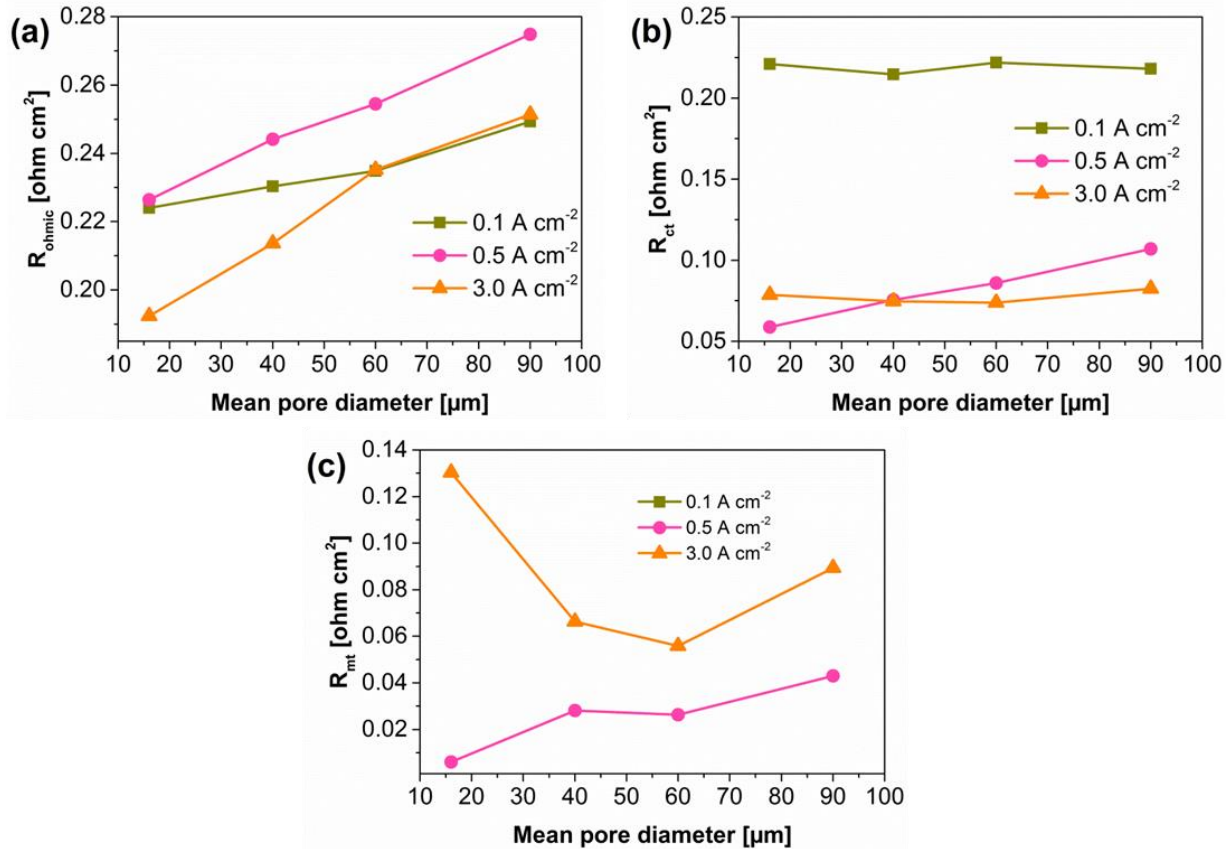 (a)
0.28
0.26
0.24
0.22
0.20
R_ohmic [ohm cm²]
0.1 A cm⁻²
0.5 A cm⁻²
3.0 A cm⁻²
10 20 30 40 50 60 70 80 90 100
Mean pore diameter [µm]
(b)
0.25
0.20
0.15
0.10
0.05
R_ct [ohm cm²]
0.1 A cm⁻²
0.5 A cm⁻²
3.0 A cm⁻²
10 20 30 40 50 60 70 80 90 100
Mean pore diameter [µm]
(c)
0.14
0.12
0.10
0.08
0.06
0.04
0.02
R_mt [ohm cm²]
0.1 A cm⁻²
0.5 A cm⁻²
3.0 A cm⁻²
10 20 30 40 50 60 70 80 90 100
Mean pore diameter [µm]